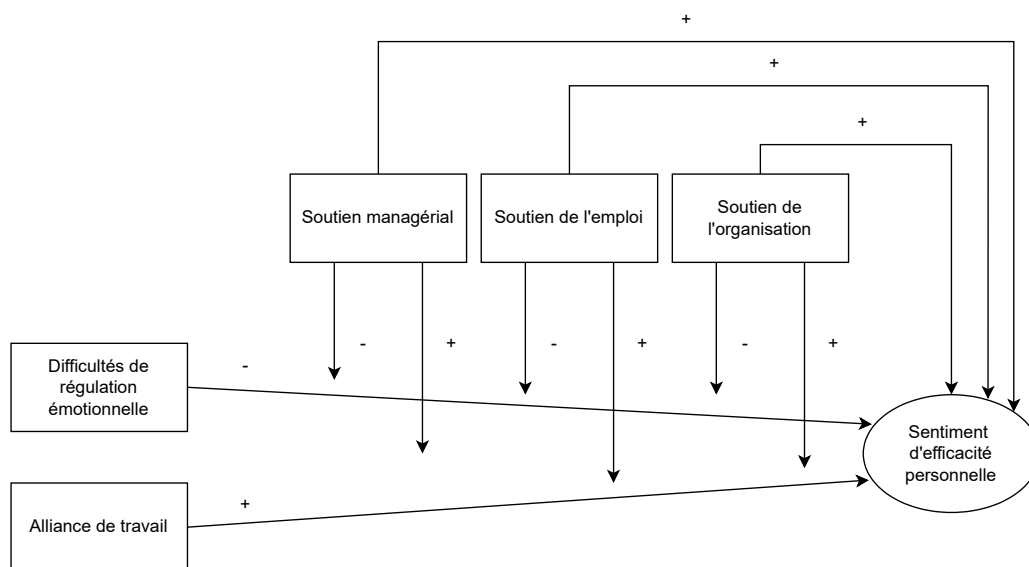 +
+
+
Soutien managérial
Soutien de l'emploi
Soutien de
l'organisation
-
+
-
+
-
+
Difficultés de
régulation
émotionnelle
-
Sentiment
d'efficacité
personnelle
Alliance de travail
+